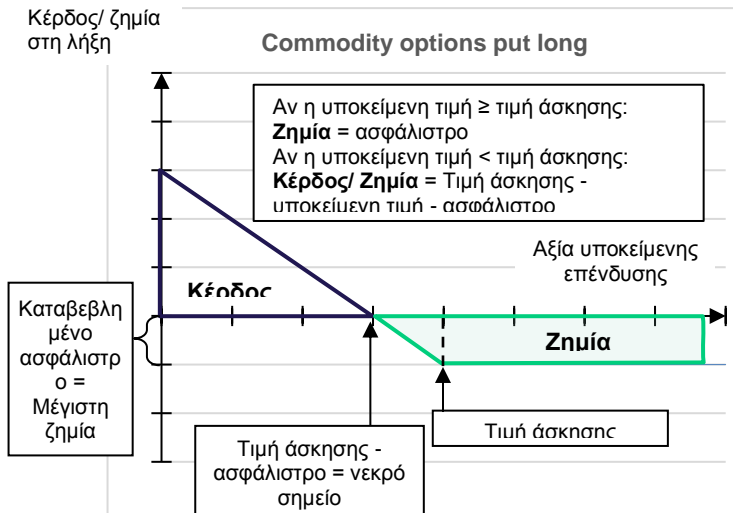 Κέρδος/ ζημία
στη λήξη
Commodity options put long
Αν η υποκείμενη τιμή ≥ τιμή άσκησης:
Ζημία = ασφάλιστρο
Αν η υποκείμενη τιμή < τιμή άσκησης:
Κέρδος/ Ζημία = Τιμή άσκησης -
υποκείμενη τιμή - ασφάλιστρο
Αξία υποκείμενης
επένδυσης
Κέρδος
Καταβεβλη
μένο
ασφάλιστρ
ο =
Μέγιστη
ζημία
Ζημία
Τιμή άσκησης
Τιμή άσκησης -
ασφάλιστρο = νεκρό
σημείο